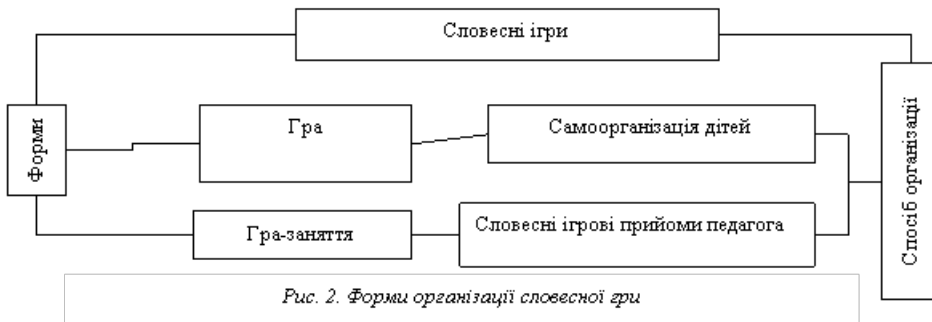 Словесні ігри
Форми
Гра
Самоорганізація дітей
Спосіб організації
Гра-заняття
Словесні ігрові прийоми педагога
Рис. 2. Форми організації словесної гри